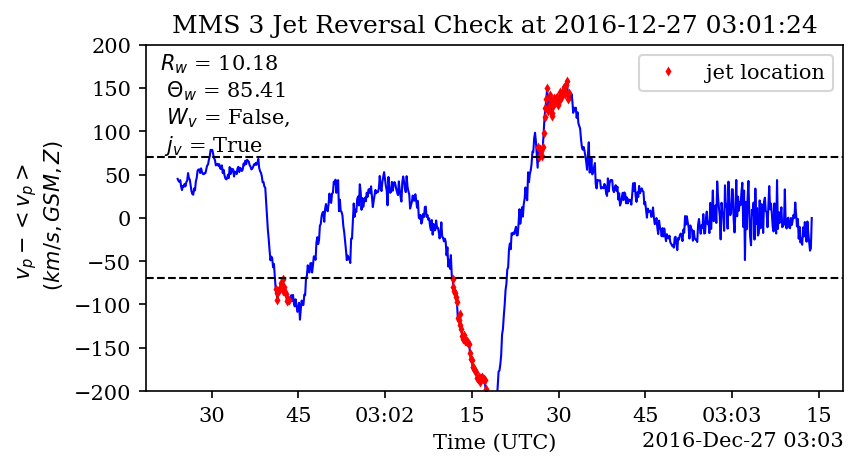 MMS 3 Jet Reversal Check at 2016-12-27 03:01:24
200
150
100
50
0
−50
−100
−150
−200
v_p − <v_p>
(km/s, GSM, Z)
R_w = 10.18
Θ_w = 85.41
W_v = False,
j_v = True
jet location
30 45 03:02 15 30 45 03:03 15
Time (UTC)
2016-Dec-27 03:03